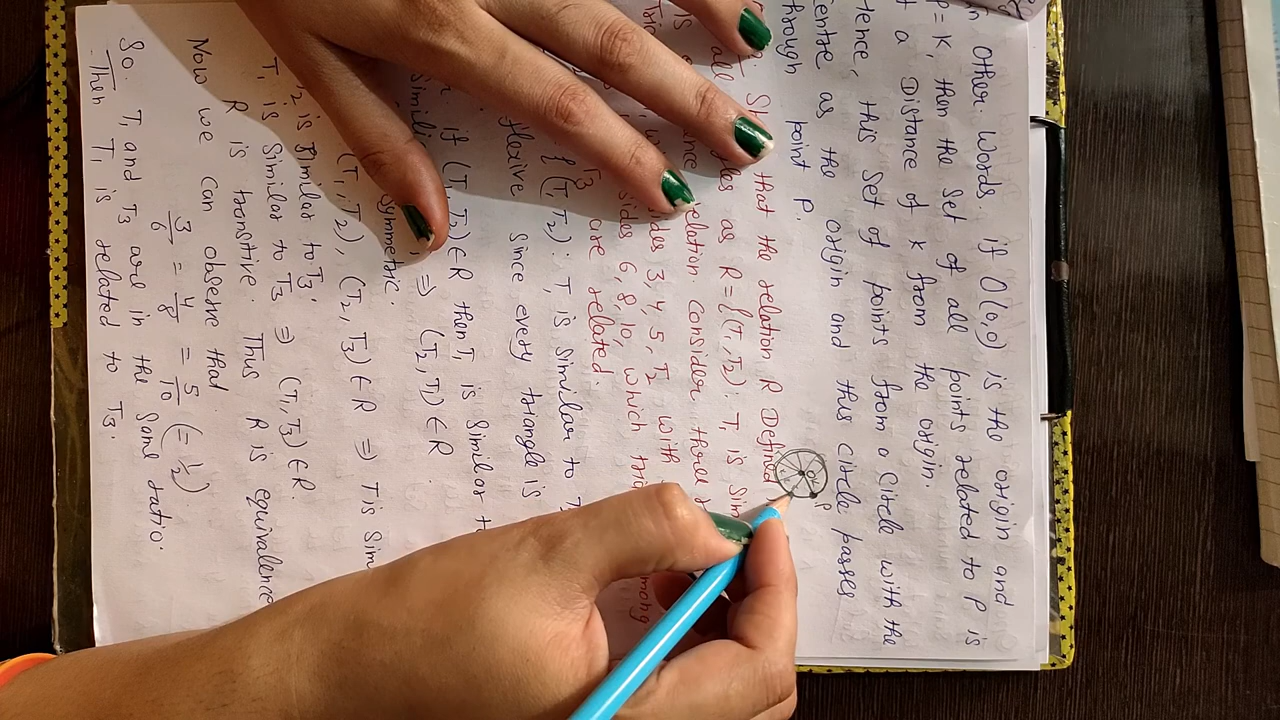 In Other words if O(0,0) is the origin and
OP = K, then the set of all points related to P is
at a Distance of K from the origin.
Hence, this Set of points from a Circle with the
Centre as the origin and this circle passes
through point P.
O P
that the relation R Defined
all as R = {(T1, T2): T1 is Sim
relation. Consider three
3, 4, 5, T2 with
sides 6, 8, 10, which
among
T3 are related.
{(T1, T2): T1 is Similar to T2
flexive Since every triangle is
if (T1, T2) ∈ R then T1 is Similar to
⇒ (T2, T1) ∈ R
Symmetric.
(T1, T2), (T2, T3) ∈ R ⇒ T1 is Sim
T2 is Similar to T3.
T1 is Similar to T3 ⇒ (T1, T3) ∈ R.
R is transitive. Thus R is equivalence
Now we can observe that.
3/6 = 4/8 = 5/10 (= 1/2)
So. T1 and T3 are in the Same ratio.
Then T1 is related to T3.